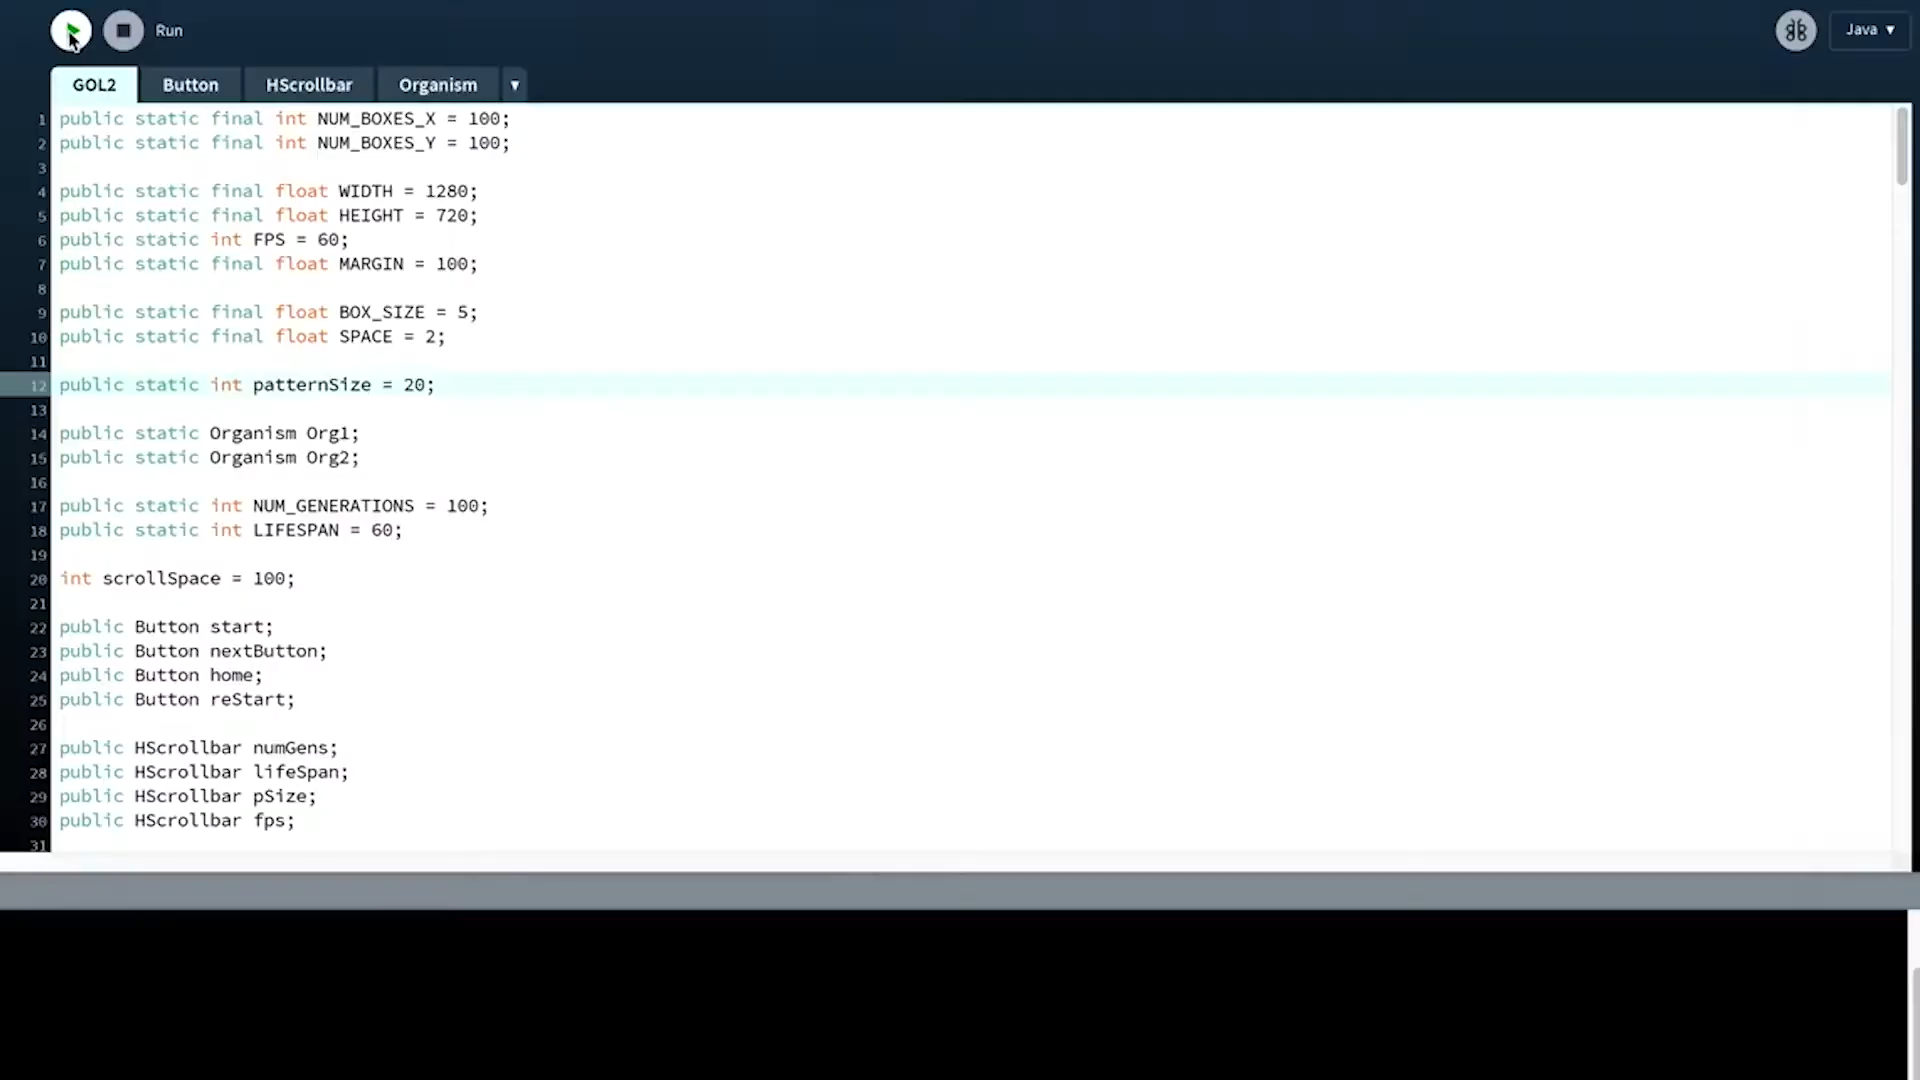 Run
Java ▾
GOL2 Button HScrollbar Organism ▾
1 public static final int NUM_BOXES_X = 100;
2 public static final int NUM_BOXES_Y = 100;
3
4 public static final float WIDTH = 1280;
5 public static final float HEIGHT = 720;
6 public static int FPS = 60;
7 public static final float MARGIN = 100;
8
9 public static final float BOX_SIZE = 5;
10 public static final float SPACE = 2;
11
12 public static int patternSize = 20;
13
14 public static Organism Org1;
15 public static Organism Org2;
16
17 public static int NUM_GENERATIONS = 100;
18 public static int LIFESPAN = 60;
19
20 int scrollSpace = 100;
21
22 public Button start;
23 public Button nextButton;
24 public Button home;
25 public Button reStart;
26
27 public HScrollbar numGens;
28 public HScrollbar lifeSpan;
29 public HScrollbar pSize;
30 public HScrollbar fps;
31